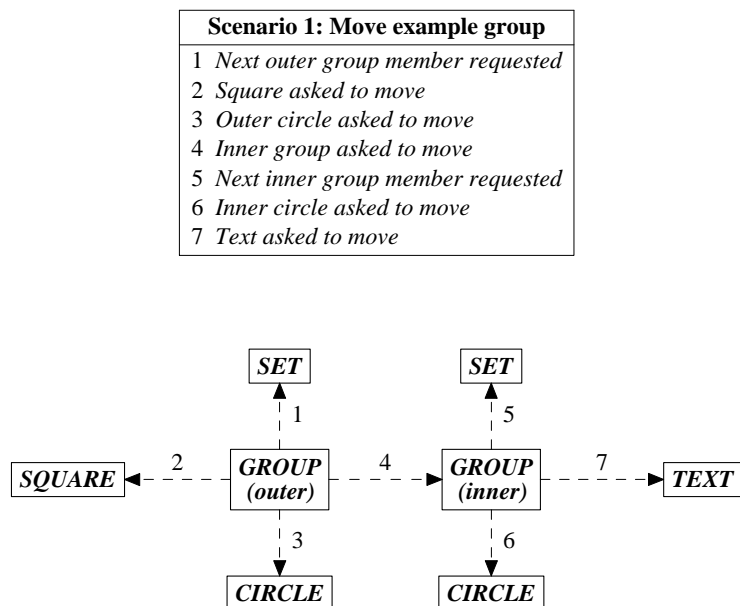 Scenario 1: Move example group
1 Next outer group member requested
2 Square asked to move
3 Outer circle asked to move
4 Inner group asked to move
5 Next inner group member requested
6 Inner circle asked to move
7 Text asked to move
SET SET
1 5
SQUARE 2 GROUP 4 GROUP 7 TEXT
(outer) (inner)
3 6
CIRCLE CIRCLE